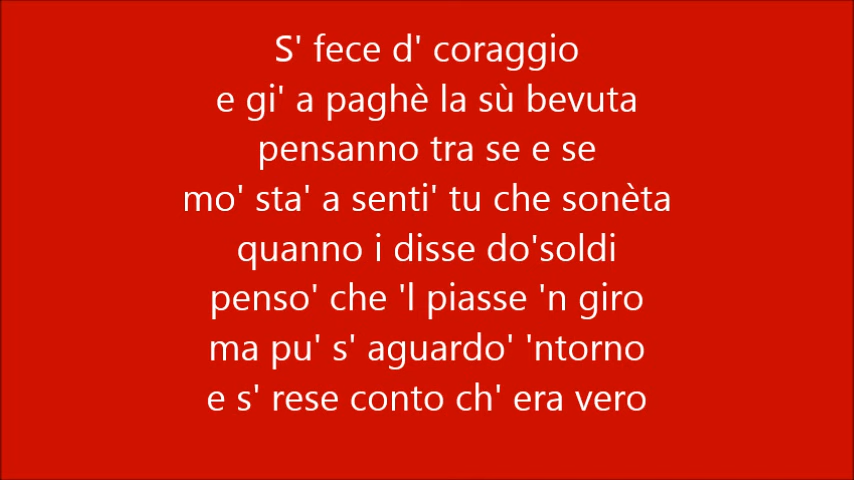 S' fece d' coraggio
e gi' a paghè la sù bevuta
pensanno tra se e se
mo' sta' a senti' tu che sonèta
quanno i disse do'soldi
penso' che 'l piasse 'n giro
ma pu' s' aguardo' 'ntorno
e s' rese conto ch' era vero